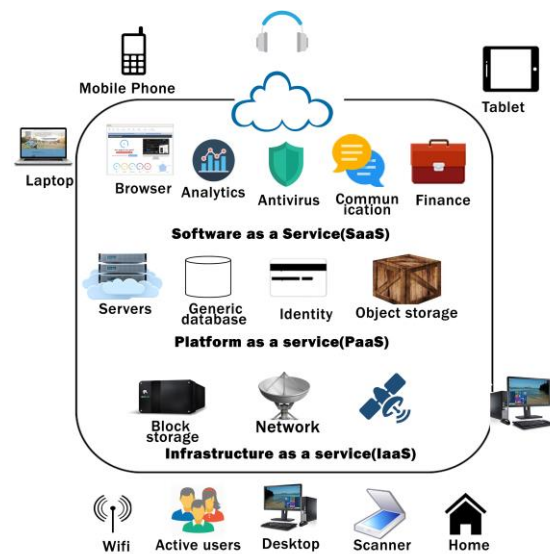 Mobile Phone
Tablet
Laptop
Browser
Analytics
Antivirus
Commun
ication
Finance
Software as a Service(SaaS)
Servers
Generic
database
Identity
Object storage
Platform as a service(PaaS)
Block
storage
Network
Infrastructure as a service(IaaS)
Wifi
Active users
Desktop
Scanner
Home